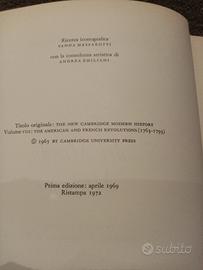 Ricerca iconografica
VANNA MASSAROTTI
con la consulenza artistica di
ANDREA EMILIANI
Titolo originale: THE NEW CAMBRIDGE MODERN HISTORY
Volume VIII: THE AMERICAN AND FRENCH REVOLUTIONS (1763-1793)
© 1965 BY CAMBRIDGE UNIVERSITY PRESS
Prima edizione: aprile 1969
Ristampa 1972
subito